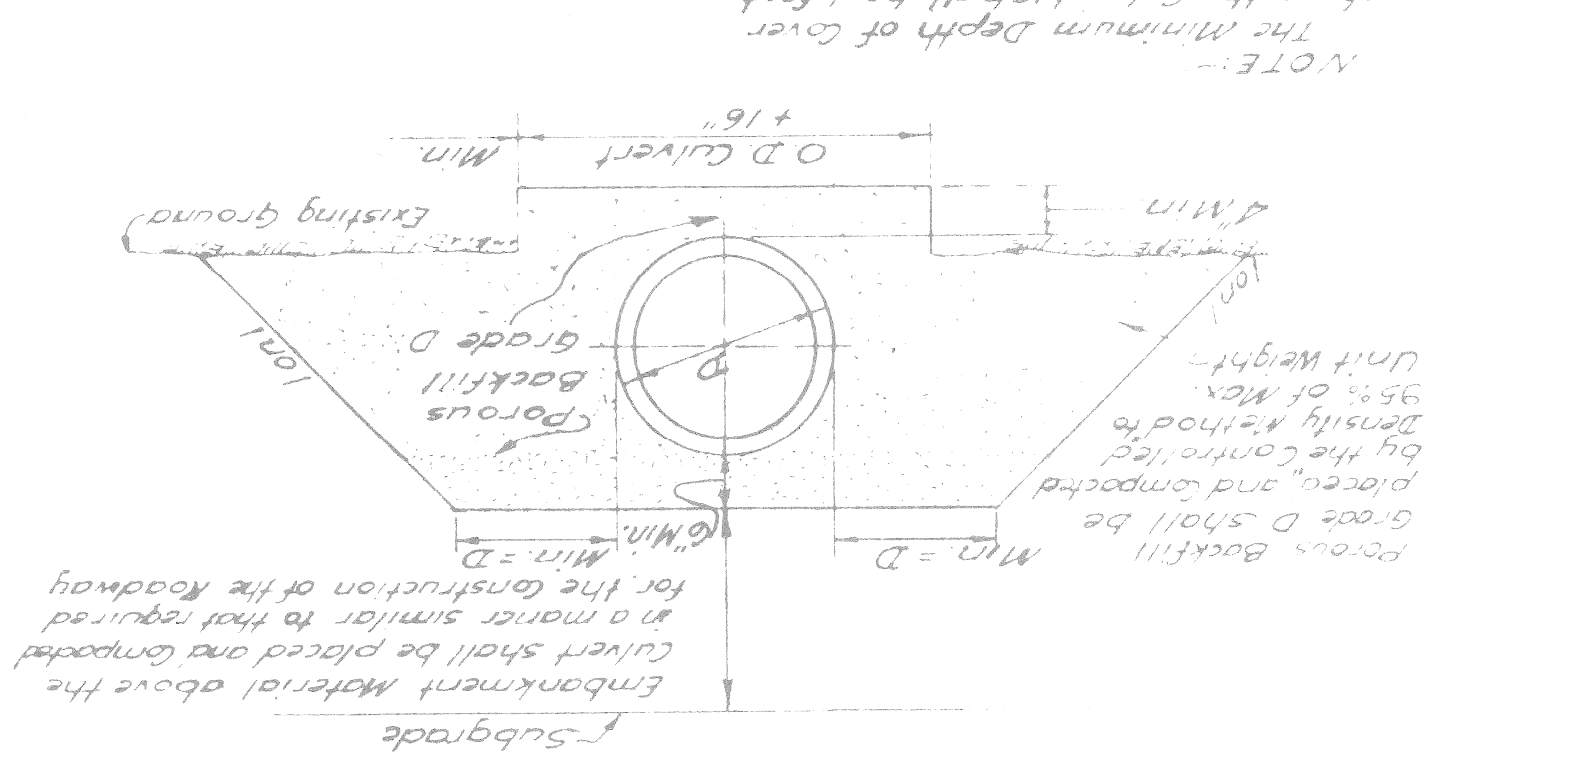 Subgrade
Embankment Material above the
Culvert shall be placed and Compacted
in a maner similar to that required
for the Construction of the Roadway
Min. = D
6" Min.
Min. = D
Porous Backfill
Grade D shall be
placed, and Compacted
by the Controlled
Density Method to
95% of Max.
Unit Weight
Porous
Backfill
Grade D.
D
1 on 1
1 on 1
4" Min
Existing Ground
O.D. Culvert
+ 16"
Min.
NOTE:-
The Minimum Depth of Cover